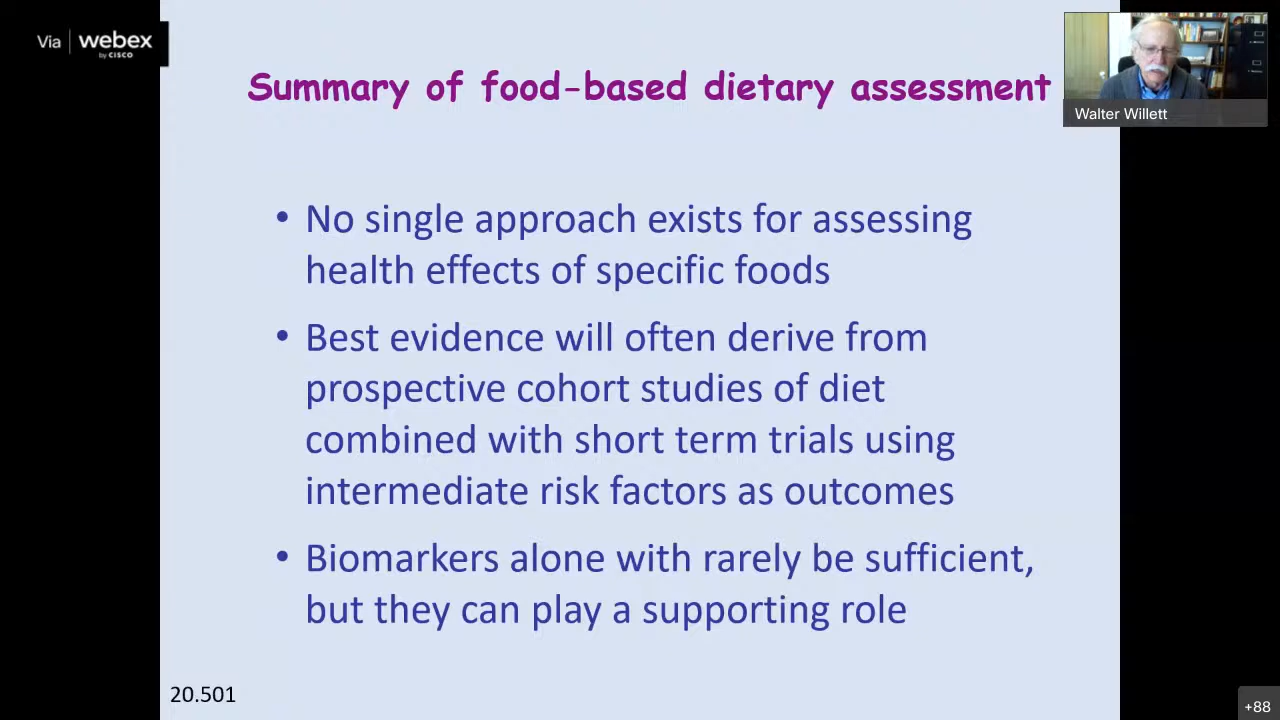 Via webex
by CISCO
Summary of food-based dietary assessment
Walter Willett
• No single approach exists for assessing
health effects of specific foods
• Best evidence will often derive from
prospective cohort studies of diet
combined with short term trials using
intermediate risk factors as outcomes
• Biomarkers alone with rarely be sufficient,
but they can play a supporting role
20.501
+88